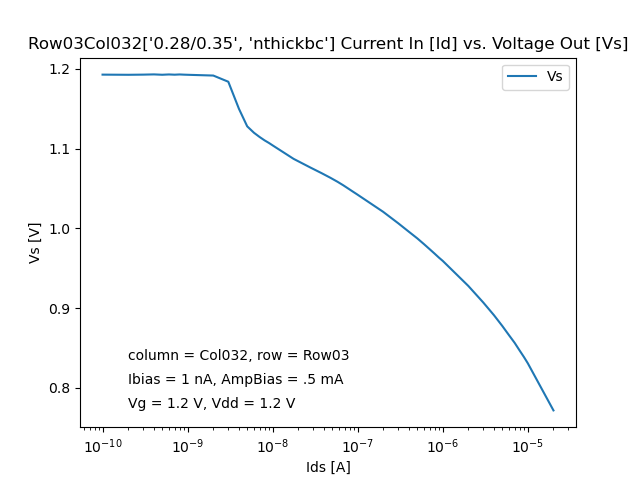 Row03Col032['0.28/0.35', 'nthickbc'] Current In [Id] vs. Voltage Out [Vs]
Vs
1.2
1.1
1.0
0.9
0.8
Vs [V]
column = Col032, row = Row03
Ibias = 1 nA, AmpBias = .5 mA
Vg = 1.2 V, Vdd = 1.2 V
10⁻¹⁰ 10⁻⁹ 10⁻⁸ 10⁻⁷ 10⁻⁶ 10⁻⁵
Ids [A]